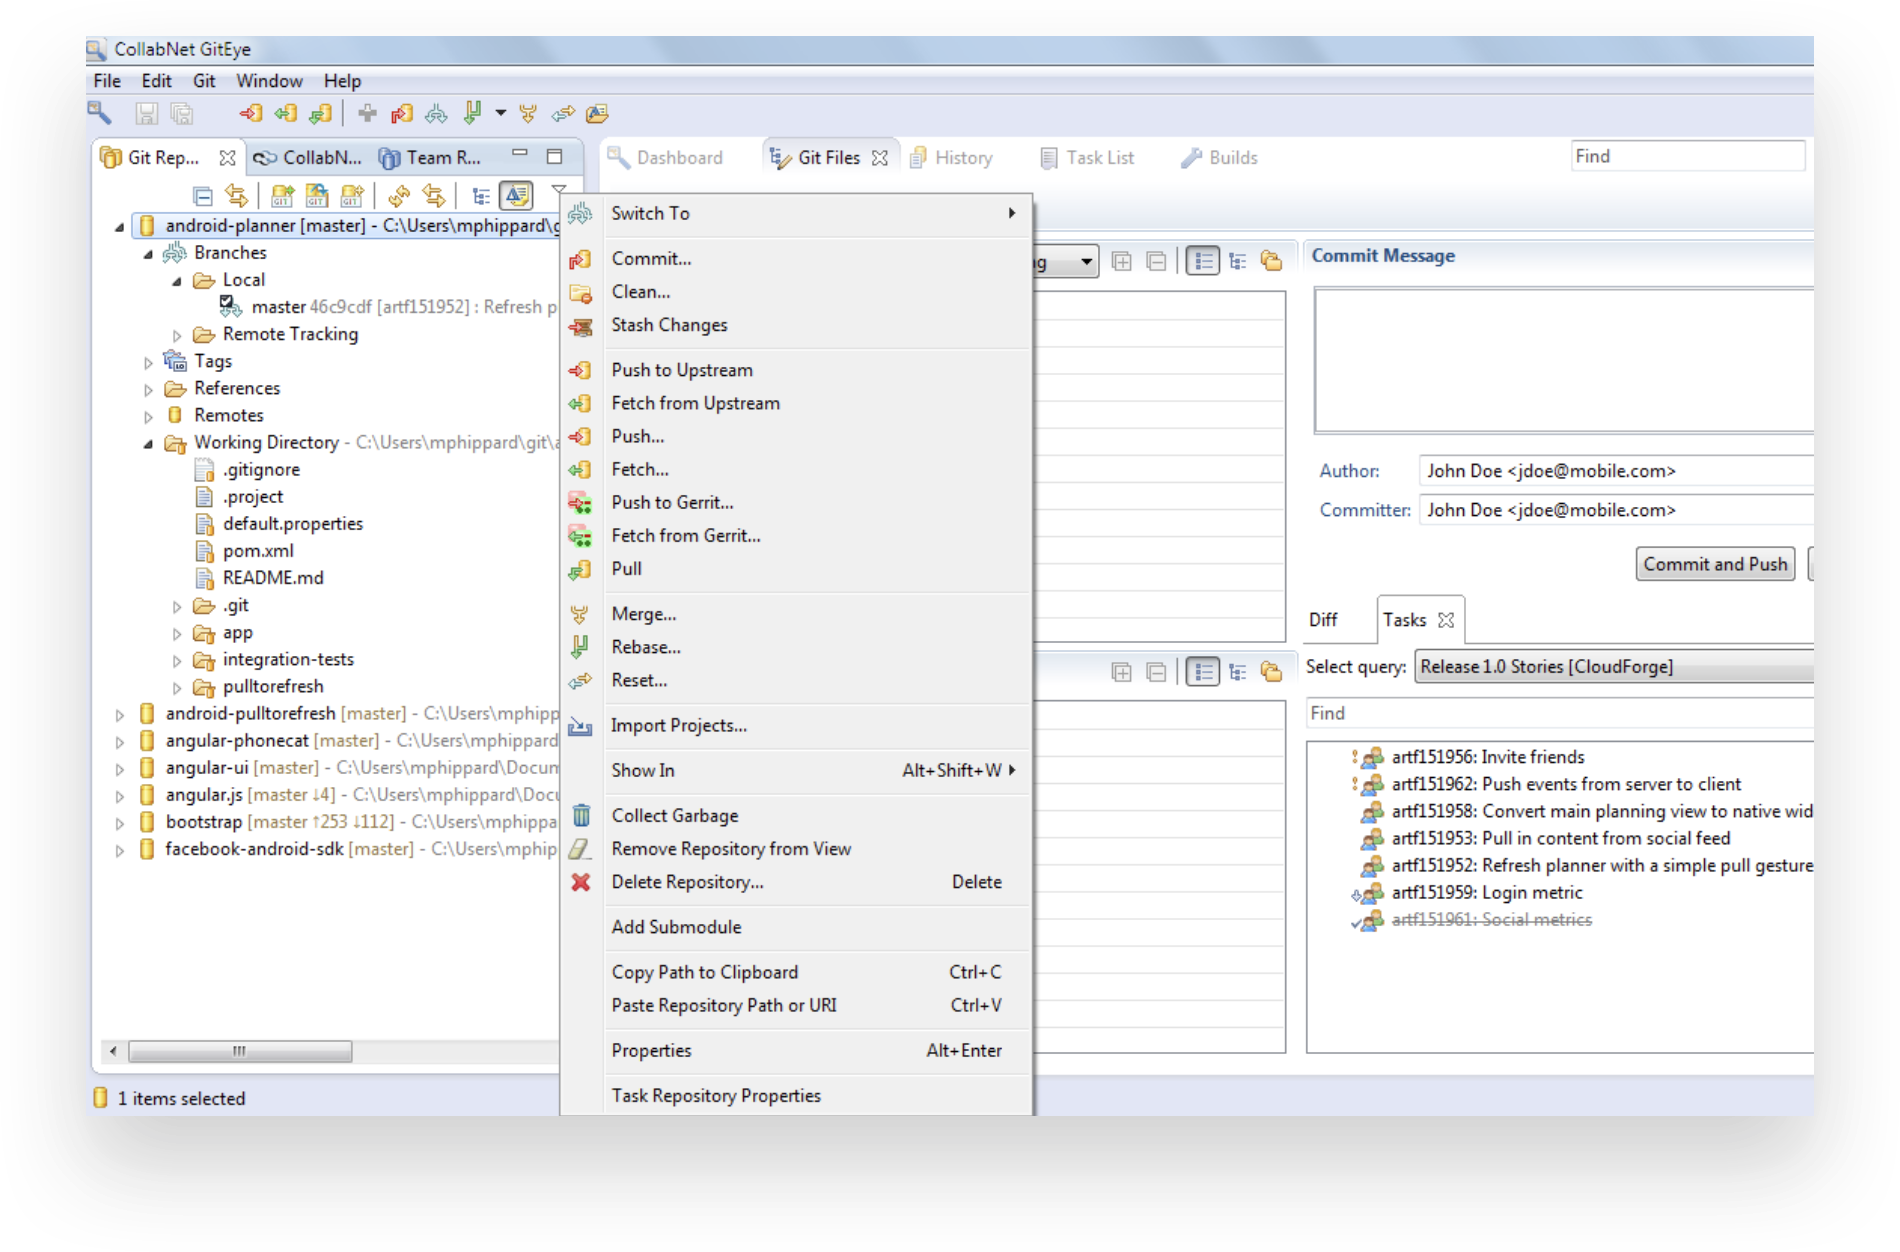 CollabNet GitEye
File Edit Git Window Help
Git Rep... CollabN... Team R...
Dashboard Git Files History Task List Builds
Find
android-planner [master] - C:\Users\mphippard\
Branches
Local
master 46c9cdf [artf151952] : Refresh p
Remote Tracking
Tags
References
Remotes
Working Directory - C:\Users\mphippard\git\
.gitignore
.project
default.properties
pom.xml
README.md
.git
app
integration-tests
pulltorefresh
android-pulltorefresh [master] - C:\Users\mphipp
angular-phonecat [master] - C:\Users\mphippard
angular-ui [master] - C:\Users\mphippard\Docum
angular.js [master ↓4] - C:\Users\mphippard\Docu
bootstrap [master ↑253 ↓112] - C:\Users\mphippa
facebook-android-sdk [master] - C:\Users\mphip
1 items selected
Switch To
Commit...
Clean...
Stash Changes
Push to Upstream
Fetch from Upstream
Push...
Fetch...
Push to Gerrit...
Fetch from Gerrit...
Pull
Merge...
Rebase...
Reset...
Import Projects...
Show In Alt+Shift+W
Collect Garbage
Remove Repository from View
Delete Repository... Delete
Add Submodule
Copy Path to Clipboard Ctrl+C
Paste Repository Path or URI Ctrl+V
Properties Alt+Enter
Task Repository Properties
Commit Message
Author: John Doe <jdoe@mobile.com>
Committer: John Doe <jdoe@mobile.com>
Commit and Push
Diff Tasks
Select query: Release 1.0 Stories [CloudForge]
Find
artf151956: Invite friends
artf151962: Push events from server to client
artf151958: Convert main planning view to native wid
artf151953: Pull in content from social feed
artf151952: Refresh planner with a simple pull gesture
artf151959: Login metric
artf151961: Social metrics